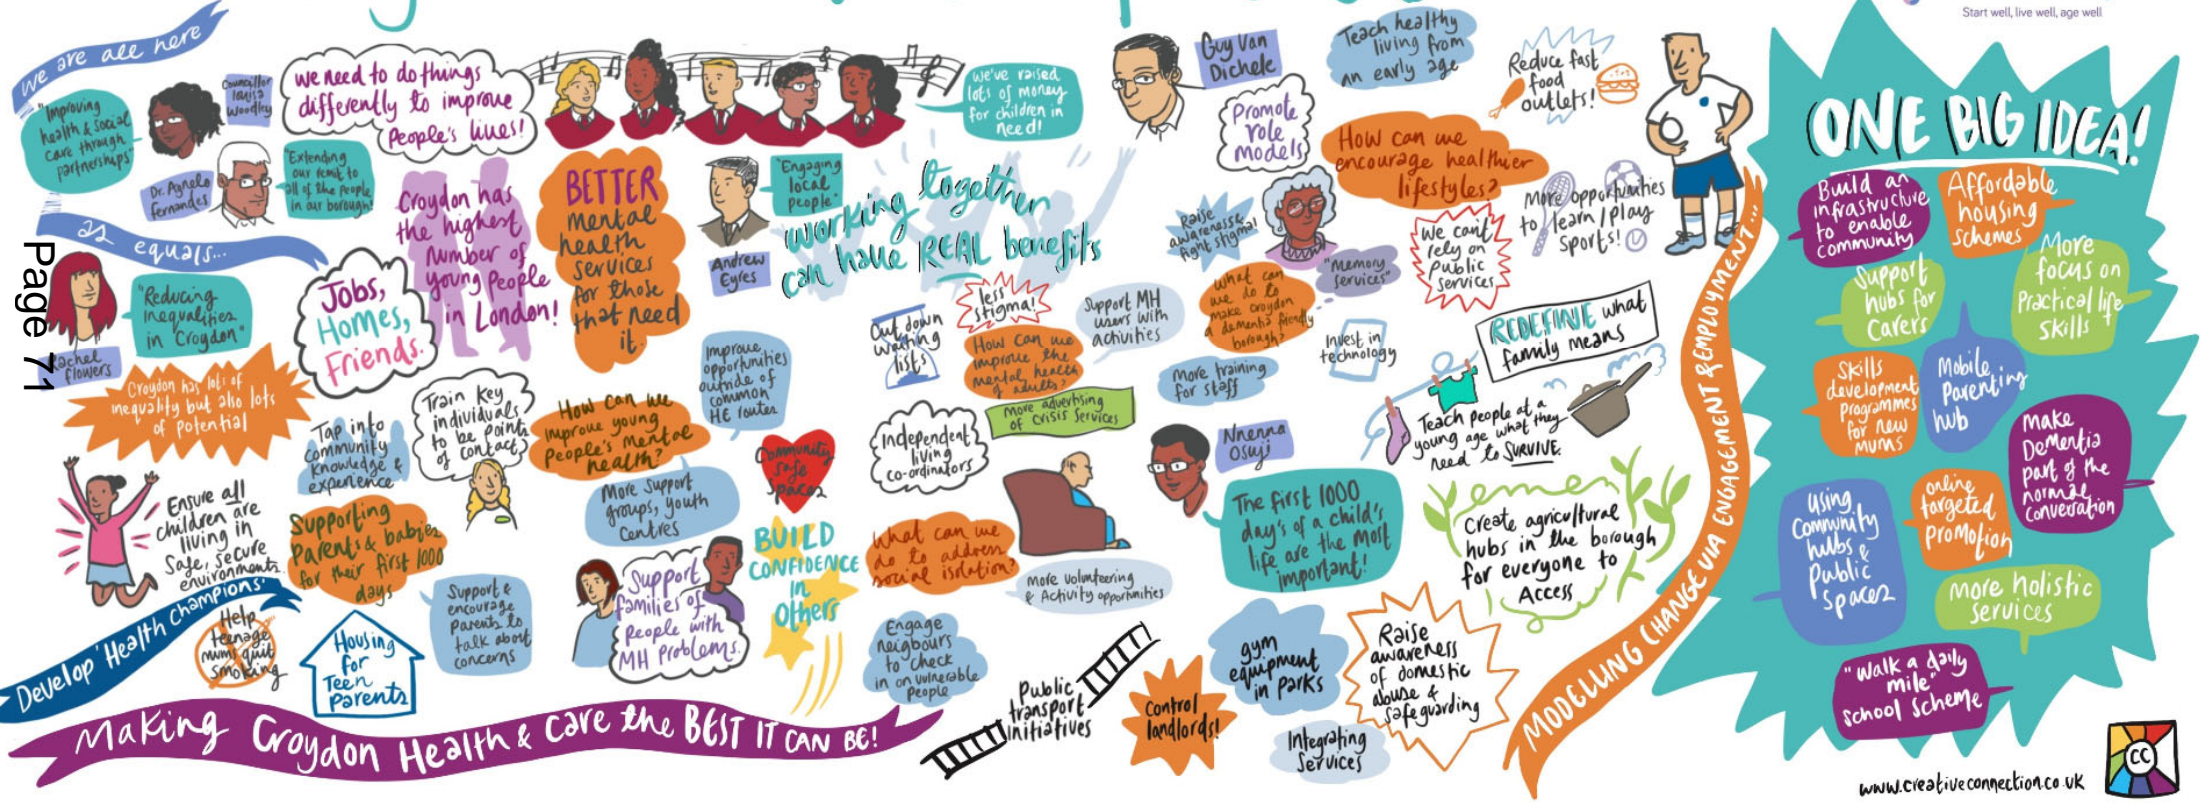 Start well, live well, age well
Page 71
we are all here
"Improving
health & social
care through
partnerships"
Councillor
Louisa
Woodley
Dr. Agnelo
Fernandes
"Extending
our remit to
all of the people
in our borough!"
as equals...
Rachel
flowers
"Reducing
Inequalities
in Croydon"
Croydon has lots of
inequality but also lots
of potential
we need to do things
differently to improve
People's lives!
Jobs,
Homes,
Friends.
Croydon has
the highest
Number of
young People
in London!
BETTER
mental
health
services
for those
that need
it.
we've raised
lots of money
for children in
need!
Andrew
Eyres
"Engaging
local
people"
working together
can have REAL benefits
Guy Van
Dichele
Promote
role
models
Teach healthy
living from
an early age
Reduce fast
food
outlets!
How can we
encourage healthier
lifestyles?
More opportunities
to learn/play
sports!
we can't
rely on
Public
Services
Raise
awareness &
fight stigma!
"Memory
services"
What can
we do to
make croydon
a dementia friendly
borough?
Invest in
technology
More training
for staff
REDEFINE what
family means
Teach people at a
young age what they
need to SURVIVE.
Cut down
waiting
lists
less
stigma!
Support MH
users with
activities
How can we
improve the
mental health
of adults?
More advertising
of crisis services
Independent
living
co-ordinators
What can we
do to address
social isolation?
more volunteering
& Activity opportunities
Engage
neigbours
to check
in on vulnerable
People
Nnenna
Osuji
The first 1000
day's of a child's
life are the most
important!
Create agricultural
hubs in the borough
for everyone to
Access
Improve
opportunities
outside of
common
HE routes
How can we
improve young
People's mental
health?
More support
groups, youth
Centres
Community
safe
spaces
BUILD
CONFIDENCE
in
Others
Support
families of
People with
MH Problems.
Train key
individuals
to be points
of contact
Tap into
community
knowledge &
experience
Ensure all
children are
living in
Safe, secure
environments
Supporting
Parents & babies
for their first 1000
days
Support &
encourage
parents to
talk about
concerns
Develop 'Health Champions'
Help
teenage
mums quit
smoking
Housing
for
Teen
Parents
Making Croydon Health & Care the BEST IT CAN BE!
Public
transport
initiatives
Control
landlords!
gym
equipment
in parks
Integrating
Services
Raise
awareness
of domestic
abuse &
safeguarding
MODELLING CHANGE VIA ENGAGEMENT & EMPLOYMENT...
ONE BIG IDEA!
Build an
infrastructure
to enable
community
Affordable
housing
schemes
Support
hubs for
Carers
More
focus on
Practical life
skills
Skills
development
programmes
for new
mums
Mobile
Parenting
hub
Make
Dementia
part of the
normal
conversation
using
Community
hubs &
Public
spaces
online
targeted
promotion
more holistic
services
"Walk a daily
mile"
school scheme
www.creativeconnection.co.uk
CC